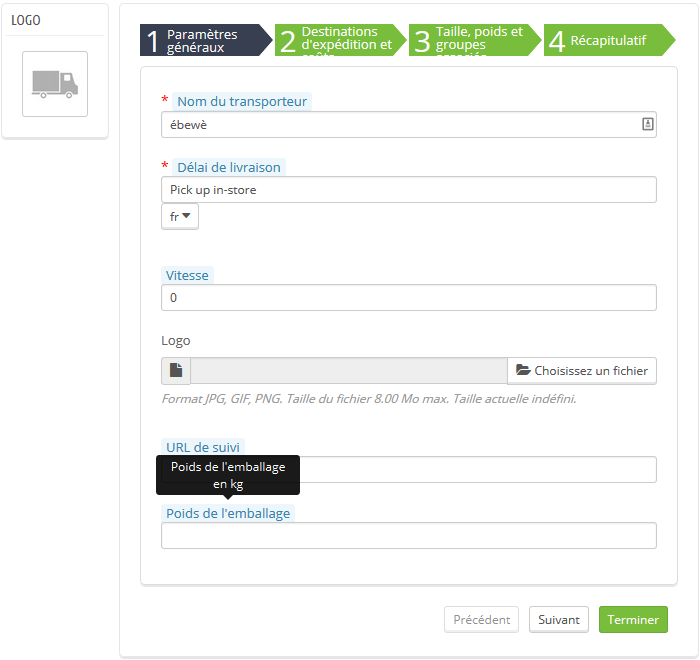 LOGO
1 Paramètres
généraux
2 Destinations
d'expédition et
coûts
3 Taille, poids et
groupes
associés
4 Récapitulatif
* Nom du transporteur
ébewè
* Délai de livraison
Pick up in-store
fr
Vitesse
0
Logo
Choisissez un fichier
Format JPG, GIF, PNG. Taille du fichier 8.00 Mo max. Taille actuelle indéfini.
URL de suivi
Poids de l'emballage
en kg
Poids de l'emballage
Précédent
Suivant
Terminer